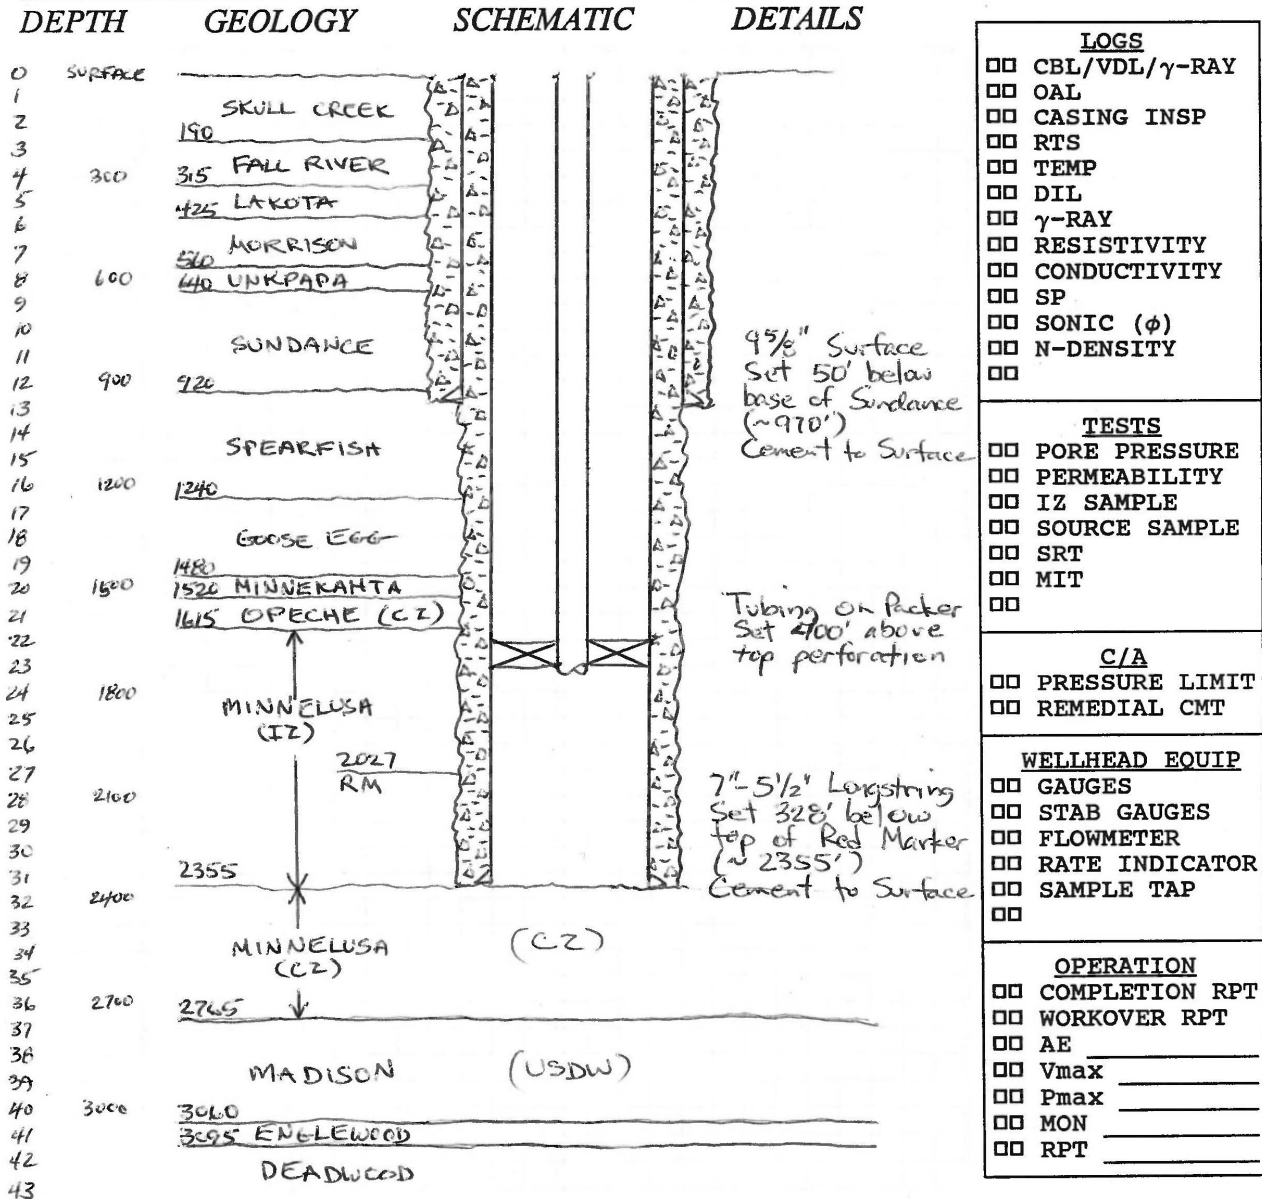 DEPTH GEOLOGY SCHEMATIC DETAILS
0 SURFACE
1
SKULL CREEK
2 190
3
4 300 315 FALL RIVER
5 425 LAKOTA
6
7 MORRISON
560
8 600 640 UNKPAPA
9
10
11 SUNDANCE
12 900 920
13
14
15 SPEARFISH
16 1200 1240
17
18 GOOSE EGG
19 1480
20 1500 1520 MINNEKAHTA
21 1615 OPECHE (CZ)
22
23
24 1800
25 MINNELUSA
26 (IZ)
27 2027
RM
28 2100
29
30
31 2355
32 2400
33
34 MINNELUSA (CZ)
35 (CZ)
36 2700 2765
37
38
39 MADISON (USDW)
40 3000 3060
41 3095 ENGLEWOOD
42 DEADWOOD
43
9 5/8" Surface
Set 50' below
base of Sundance
(~970')
Cement to Surface
Tubing on Packer
Set 100' above
top perforation
7"-5 1/2" Longstring
Set 328' below
top of Red Marker
(~2355')
Cement to Surface
LOGS
CBL/VDL/γ-RAY
OAL
CASING INSP
RTS
TEMP
DIL
γ-RAY
RESISTIVITY
CONDUCTIVITY
SP
SONIC (φ)
N-DENSITY
TESTS
PORE PRESSURE
PERMEABILITY
IZ SAMPLE
SOURCE SAMPLE
SRT
MIT
C/A
PRESSURE LIMIT
REMEDIAL CMT
WELLHEAD EQUIP
GAUGES
STAB GAUGES
FLOWMETER
RATE INDICATOR
SAMPLE TAP
OPERATION
COMPLETION RPT
WORKOVER RPT
AE
Vmax
Pmax
MON
RPT